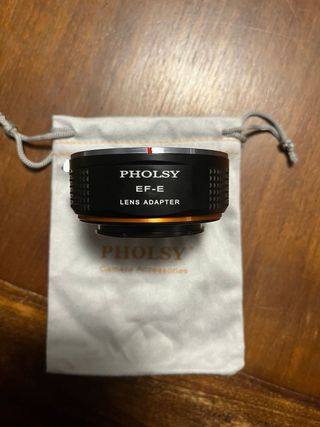 PHOLSY
EF-E
LENS ADAPTER
PHOLSY
Camera Accessories